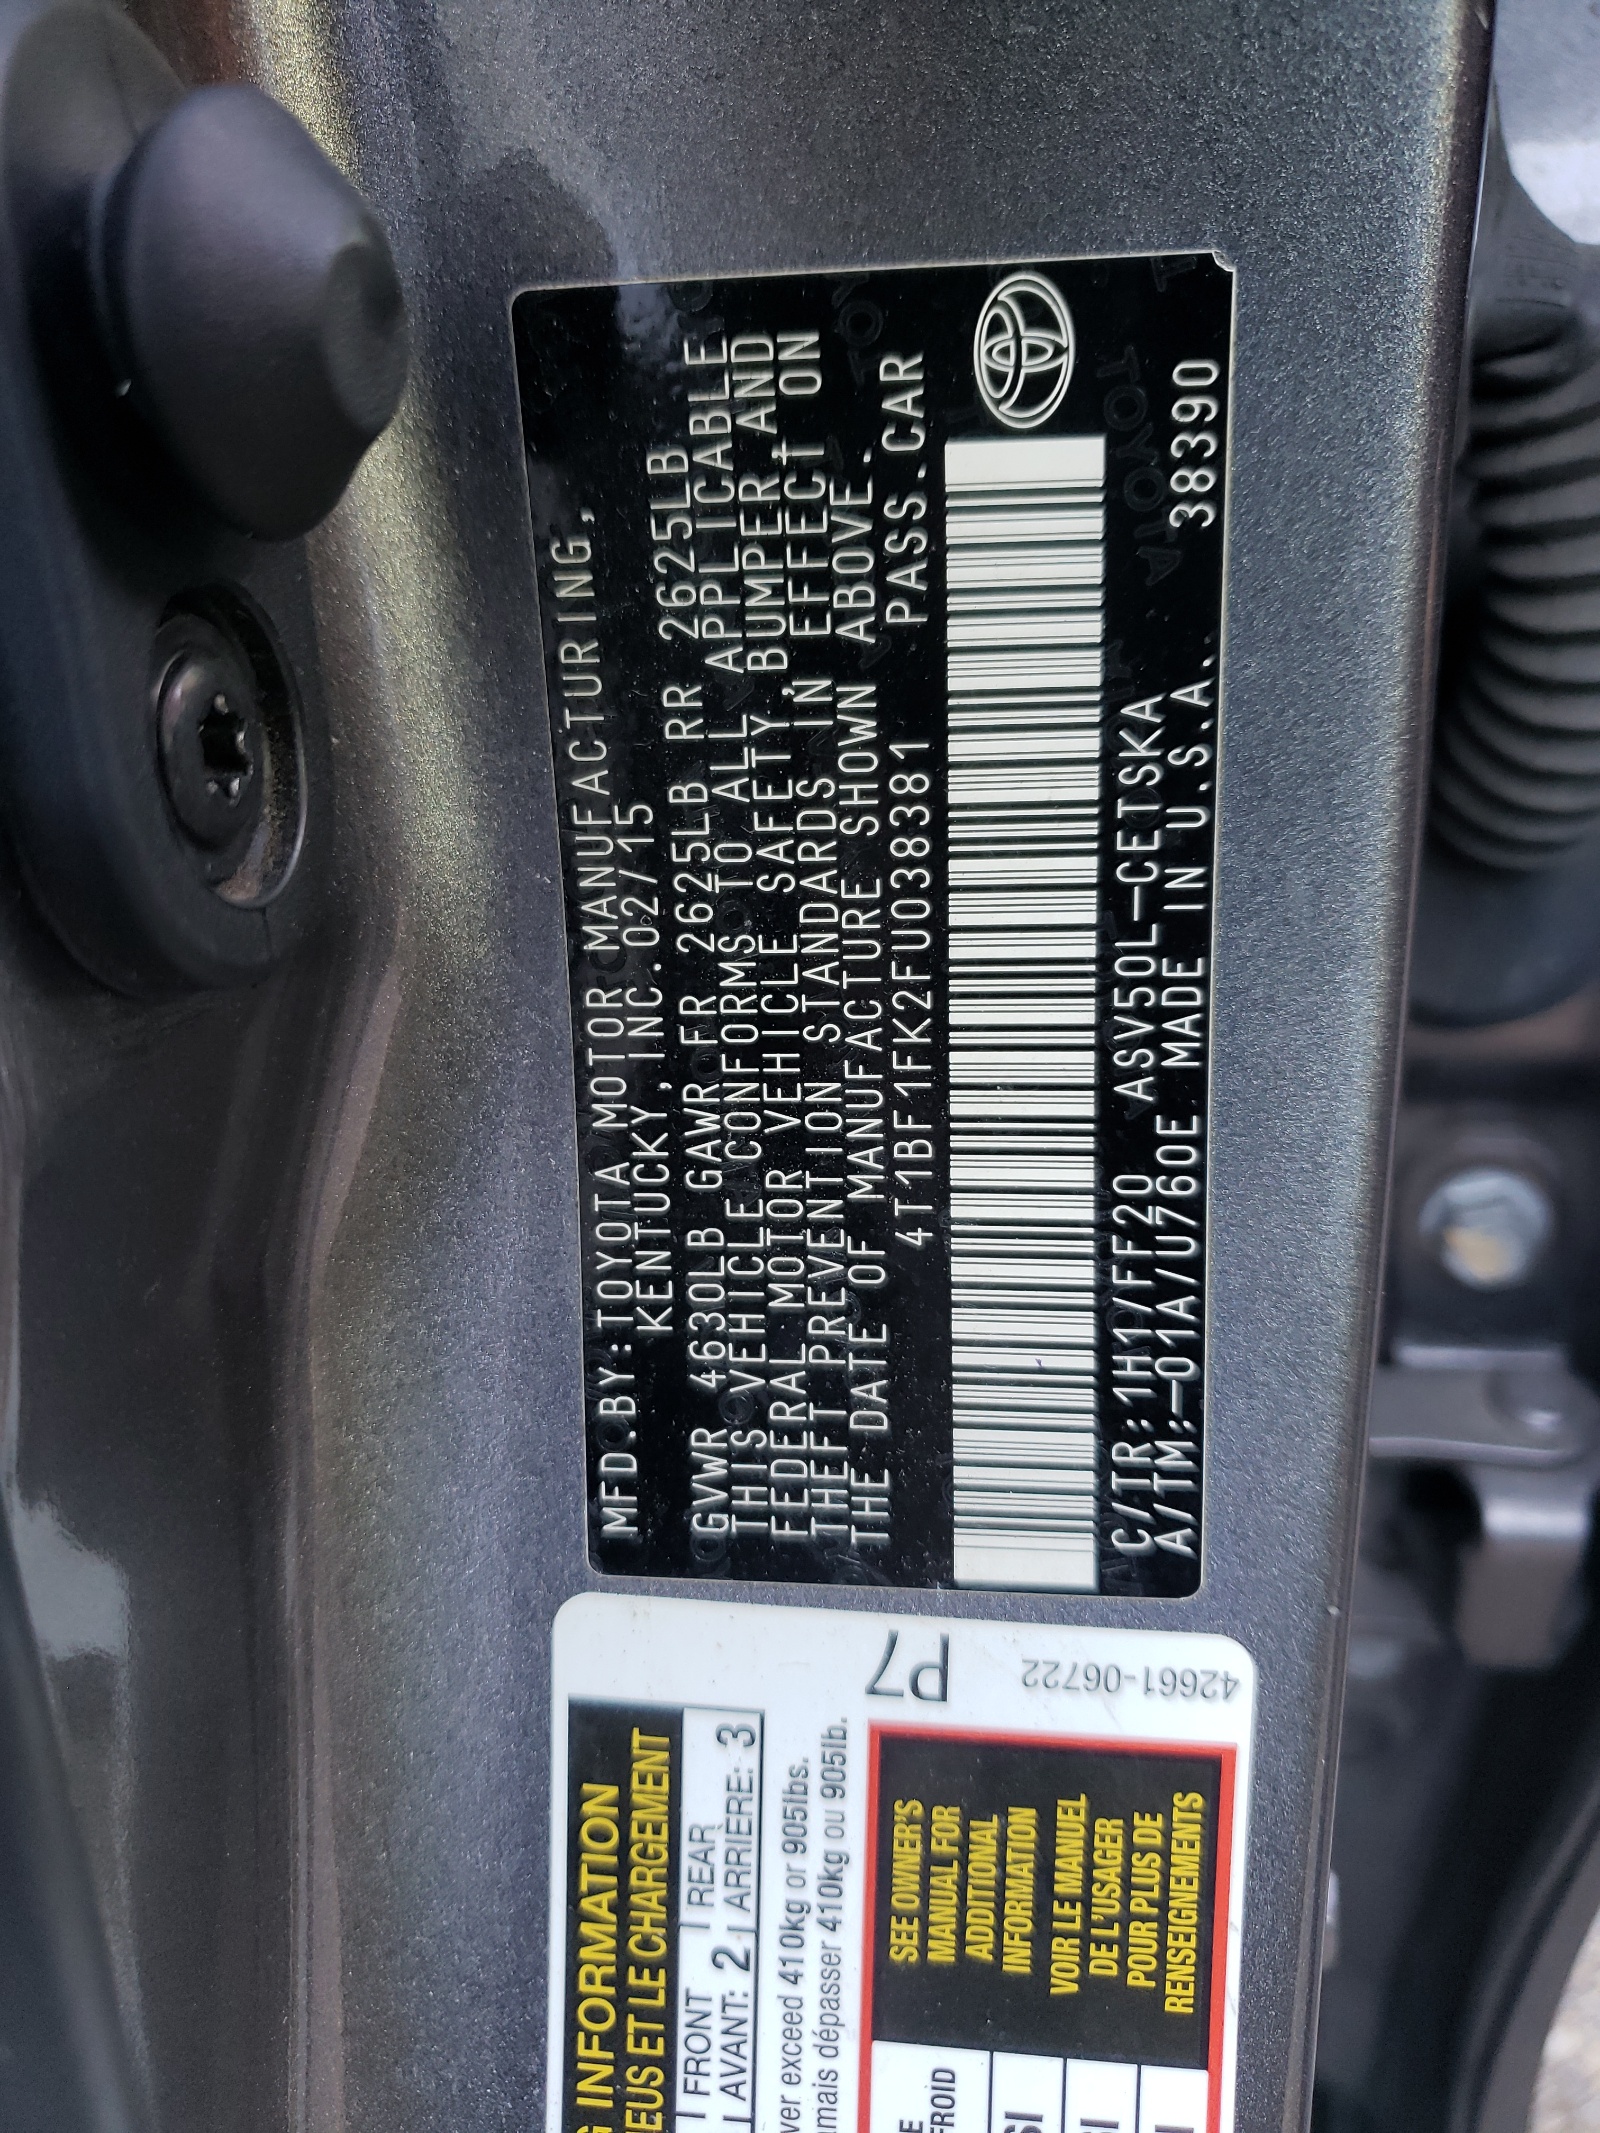 MFD.BY:TOYOTA MOTOR MANUFACTURING,
KENTUCKY, INC. 02/15
GVWR 4630LB GAWR FR 2625LB RR 2625LB
THIS VEHICLE CONFORMS TO ALL APPLICABLE
FEDERAL MOTOR VEHICLE SAFETY, BUMPER AND
THEFT PREVENTION STANDARDS IN EFFECT ON
THE DATE OF MANUFACTURE SHOWN ABOVE.
4T1BF1FK2FU038381 PASS.CAR
C/TR:1H1/FF20 ASV50L-CETSKA 38390
A/TM:-01A/U760E MADE IN U.S.A.
G INFORMATION
NEUS ET LE CHARGEMENT
FRONT REAR
AVANT: 2 ARRIÈRE: 3
ver exceed 410kg or 905lbs.
mais dépasser 410kg ou 905lb.
P7
42661-06722
SEE OWNER'S
MANUAL FOR
ADDITIONAL
INFORMATION
VOIR LE MANUEL
DE L'USAGER
POUR PLUS DE
RENSEIGNEMENTS
FROID